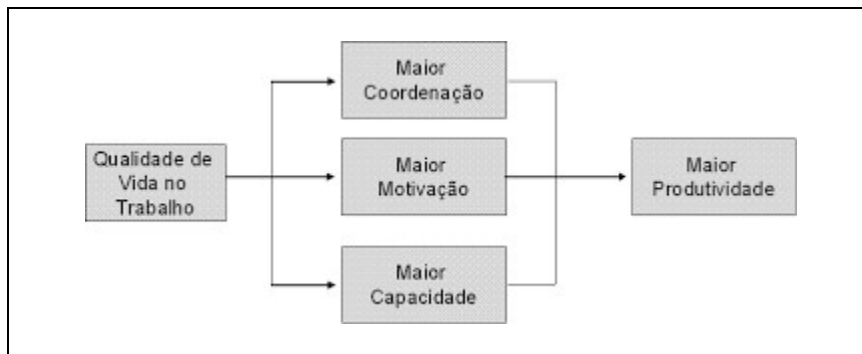 Maior
Coordenação
Qualidade de
Vida no
Trabalho
Maior
Motivação
Maior
Produtividade
Maior
Capacidade